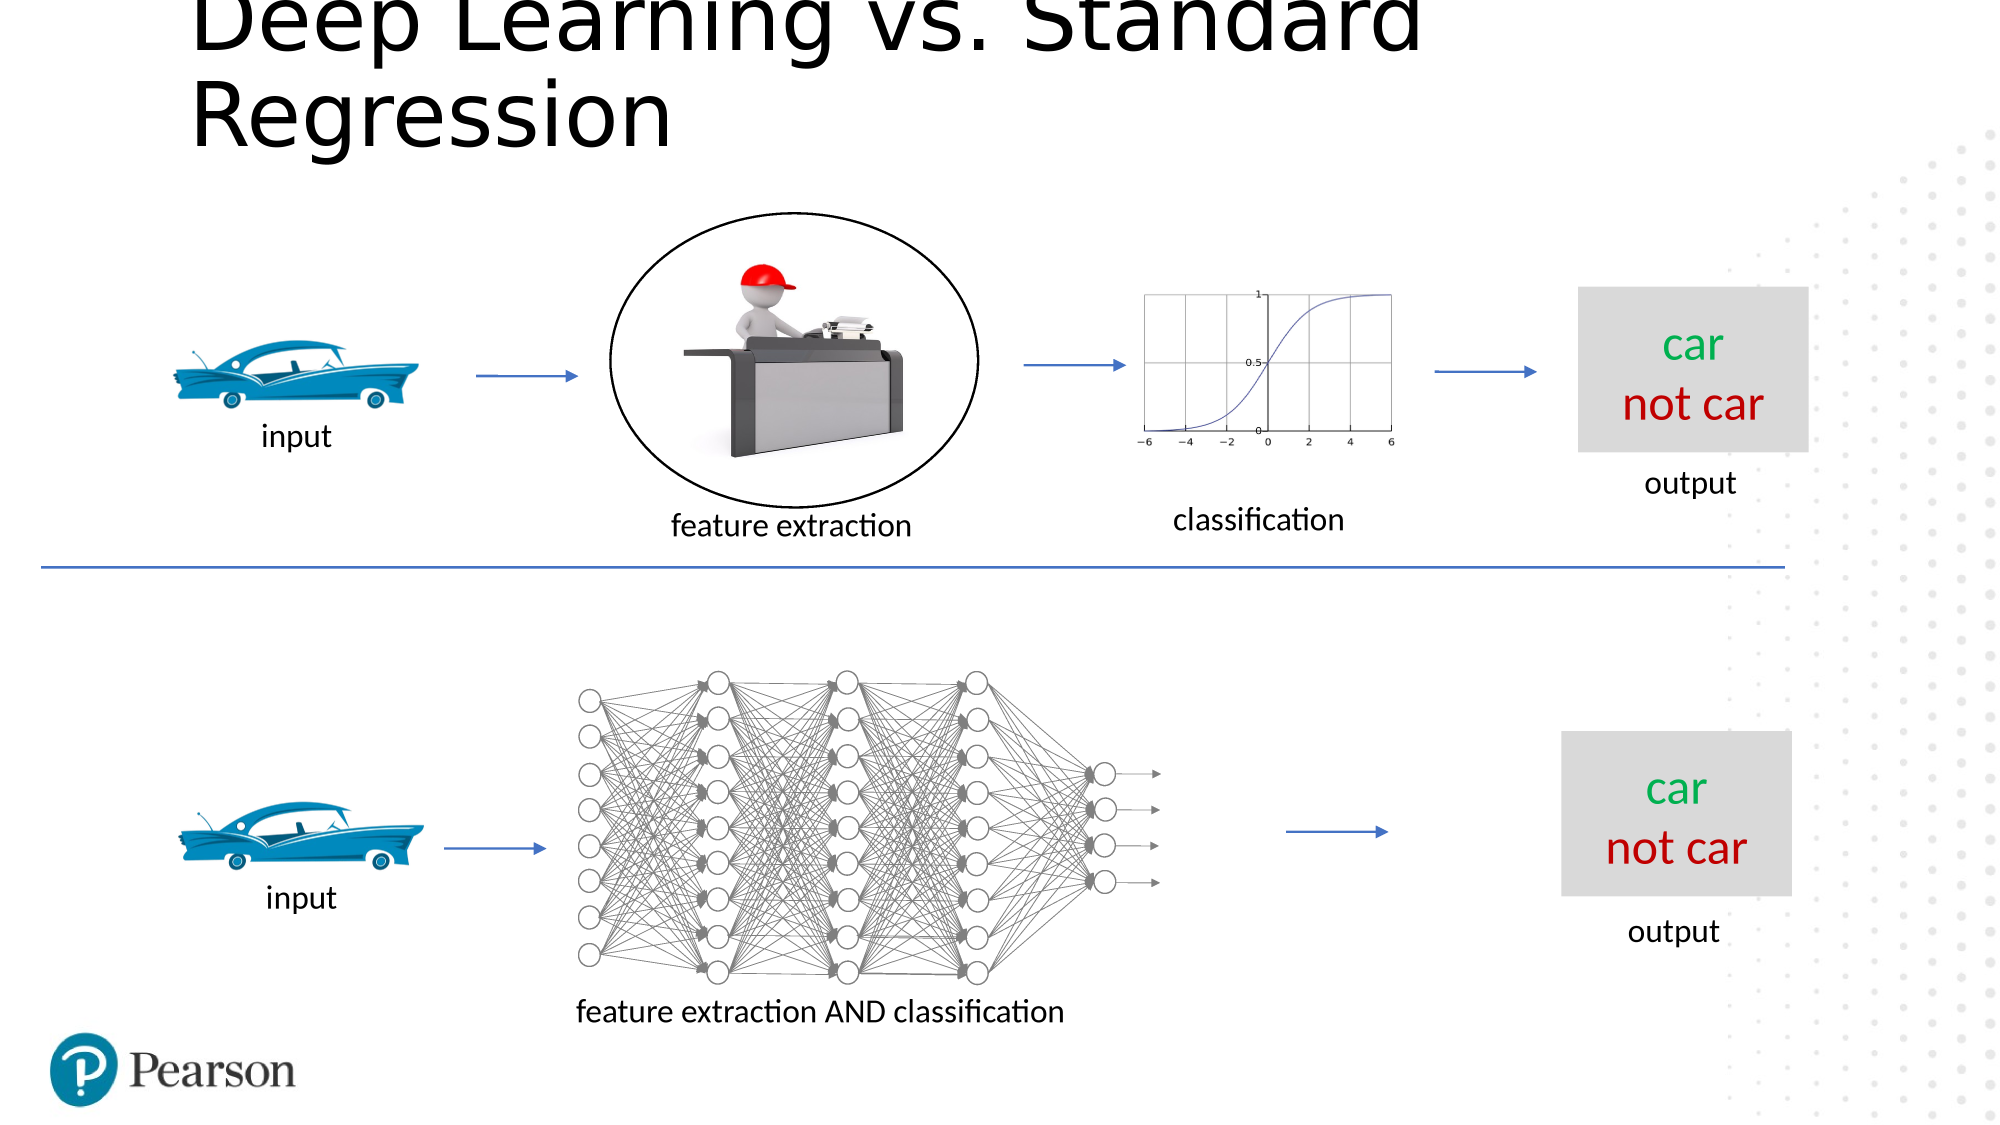 Deep Learning vs. Standard
Regression
input
feature extraction
1
0.5
0
−6 −4 −2 0 2 4 6
classification
car
not car
output
input
feature extraction AND classification
car
not car
output
Pearson